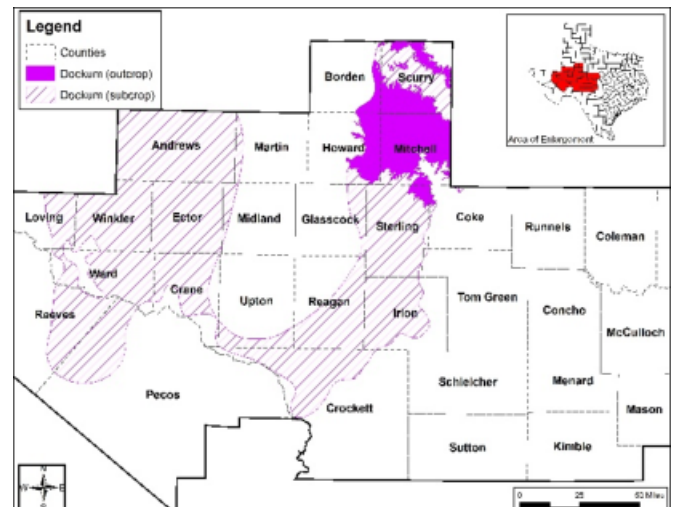 Legend
Counties
Dockum (outcrop)
Dockum (subcrop)
Area of Enlargement
Borden
Scurry
Andrews
Martin
Howard
Mitchell
Loving
Winkler
Ector
Midland
Glasscock
Sterling
Coke
Runnels
Coleman
Ward
Crane
Upton
Reagan
Irion
Tom Green
Concho
McCulloch
Reeves
Pecos
Crockett
Schleicher
Menard
Mason
Sutton
Kimble
N
W E
S
0 25 50 Miles